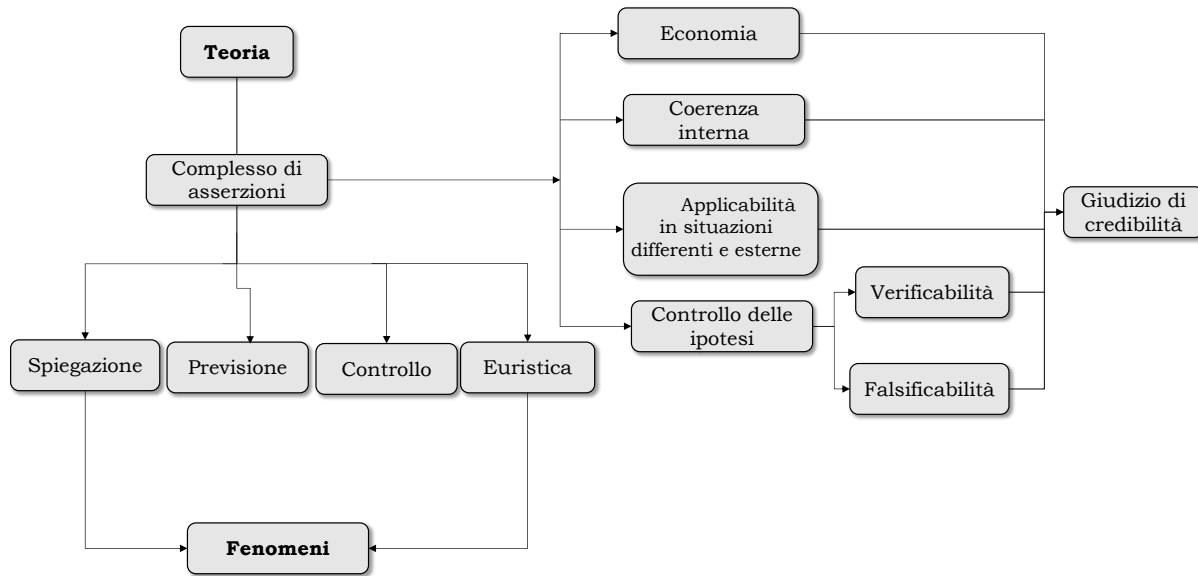 Teoria
Complesso di
asserzioni
Spiegazione
Previsione
Controllo
Euristica
Fenomeni
Economia
Coerenza
interna
Applicabilità
in situazioni
differenti e esterne
Controllo delle
ipotesi
Verificabilità
Falsificabilità
Giudizio di
credibilità